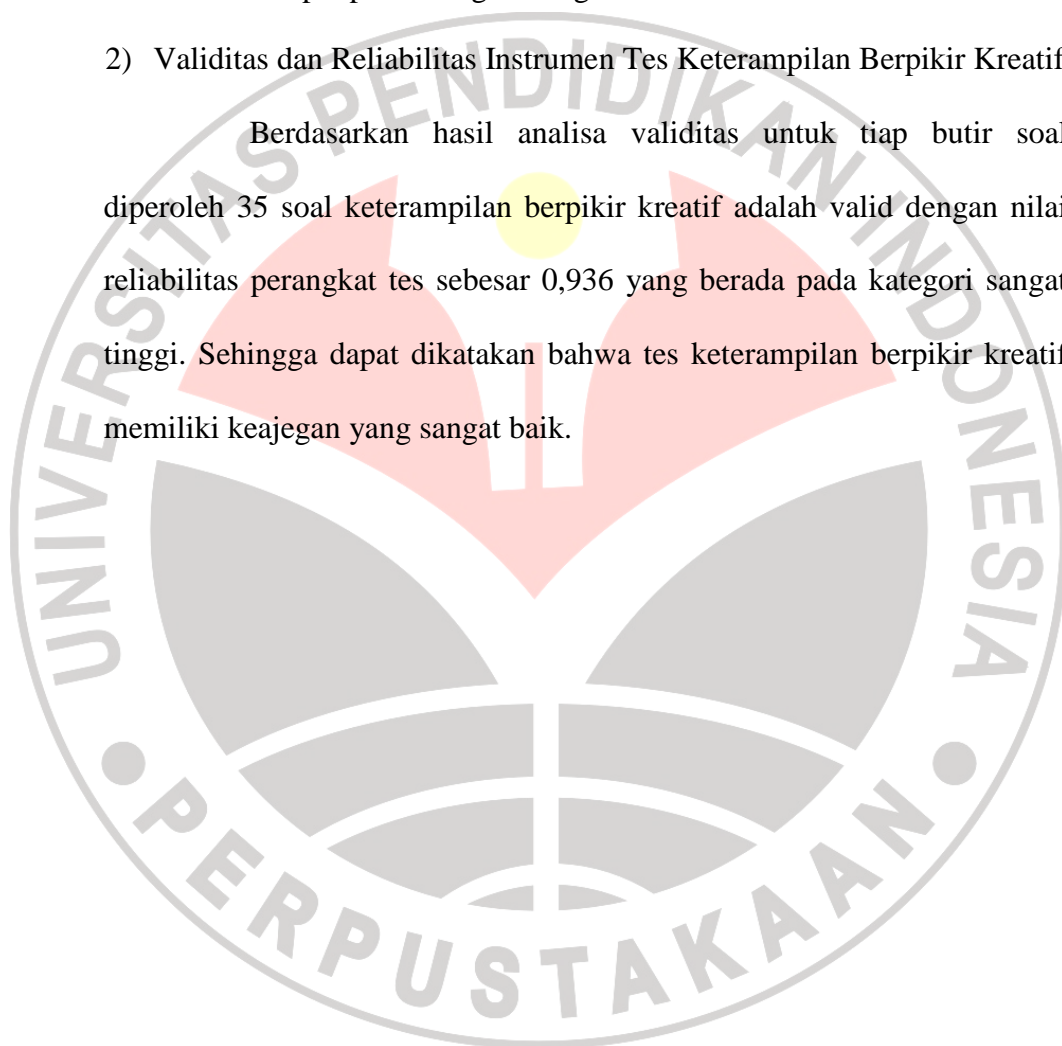 2) Validitas dan Reliabilitas Instrumen Tes Keterampilan Berpikir Kreatif
Berdasarkan hasil analisa validitas untuk tiap butir soal
diperoleh 35 soal keterampilan berpikir kreatif adalah valid dengan nilai
reliabilitas perangkat tes sebesar 0,936 yang berada pada kategori sangat
tinggi. Sehingga dapat dikatakan bahwa tes keterampilan berpikir kreatif
memiliki keajegan yang sangat baik.
UNIVERSITAS PENDIDIKAN INDONESIA
PERPUSTAKAAN